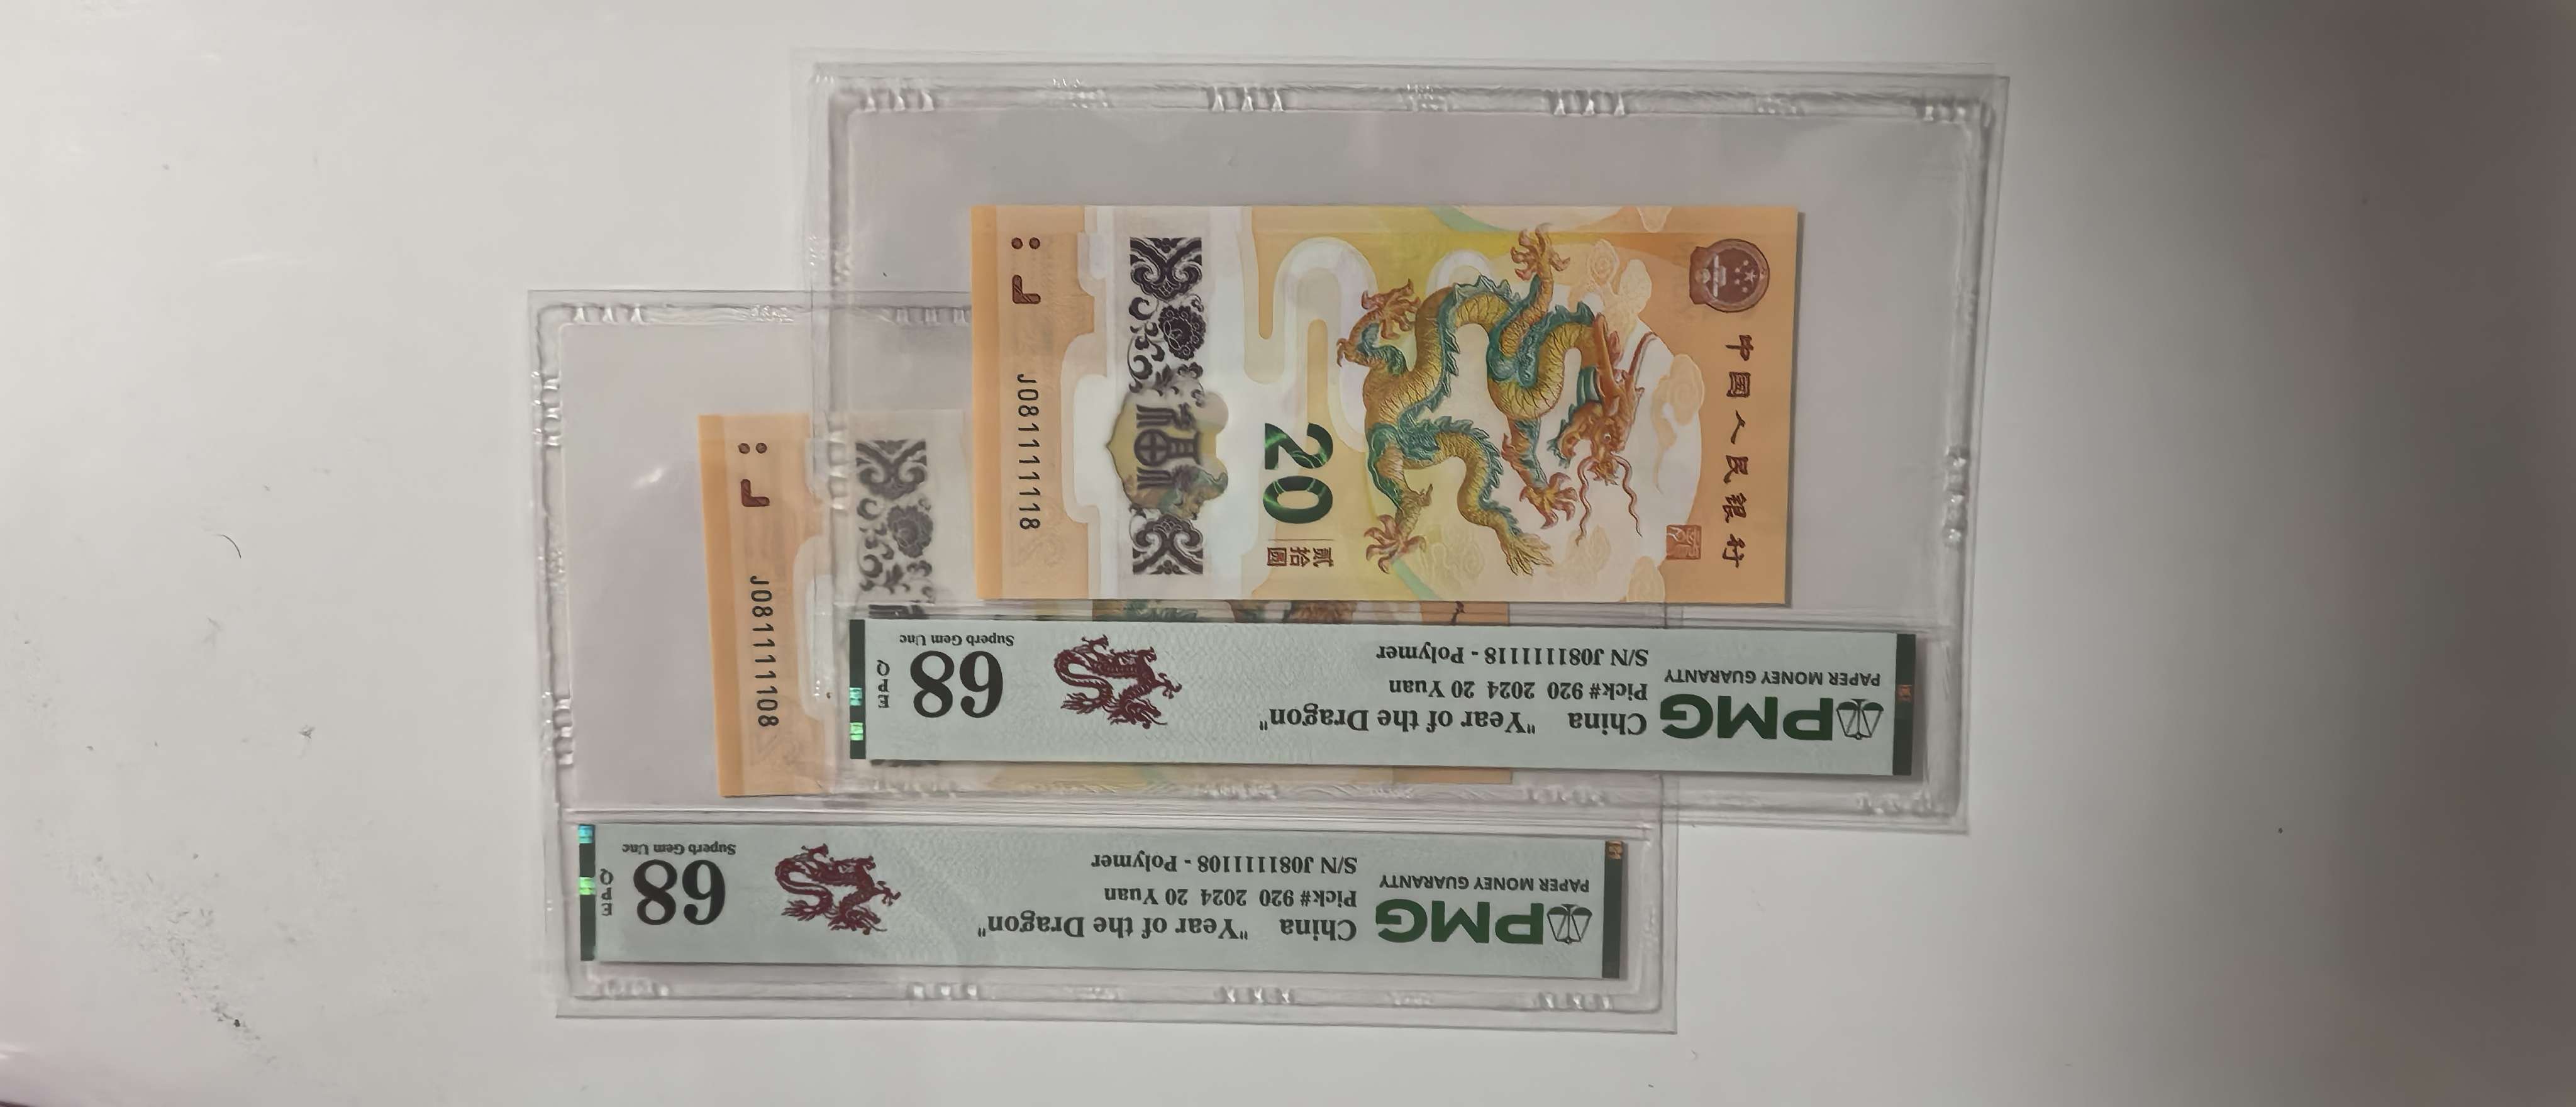 中国人民银行
20
贰拾圆
福
J081111118
PMG
PAPER MONEY GUARANTY
China "Year of the Dragon"
Pick# 920 2024 20 Yuan
S/N J081111118 - Polymer
68
EPQ
Superb Gem Unc
J081111108
PMG
PAPER MONEY GUARANTY
China "Year of the Dragon"
Pick# 920 2024 20 Yuan
S/N J081111108 - Polymer
68
EPQ
Superb Gem Unc